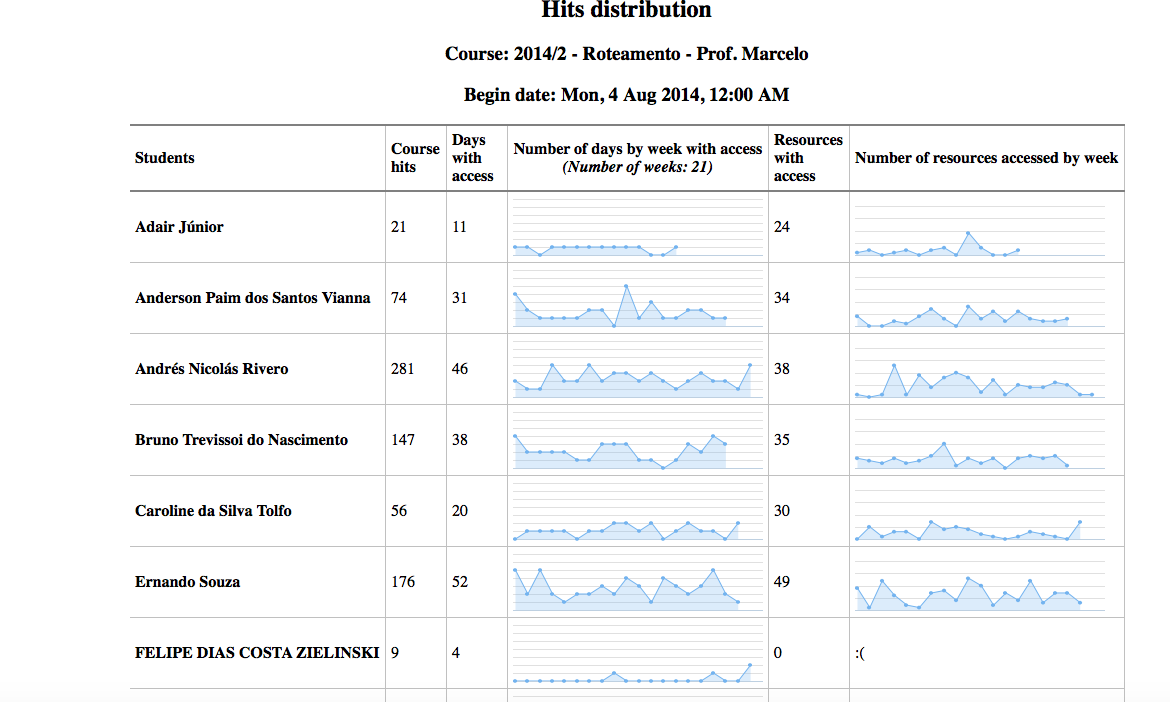 Hits distribution
Course: 2014/2 - Roteamento - Prof. Marcelo
Begin date: Mon, 4 Aug 2014, 12:00 AM
Students
Course hits
Days with access
Number of days by week with access
(Number of weeks: 21)
Resources with access
Number of resources accessed by week
Adair Júnior 21 11 24
Anderson Paim dos Santos Vianna 74 31 34
Andrés Nicolás Rivero 281 46 38
Bruno Trevissoi do Nascimento 147 38 35
Caroline da Silva Tolfo 56 20 30
Ernando Souza 176 52 49
FELIPE DIAS COSTA ZIELINSKI 9 4 0 :(